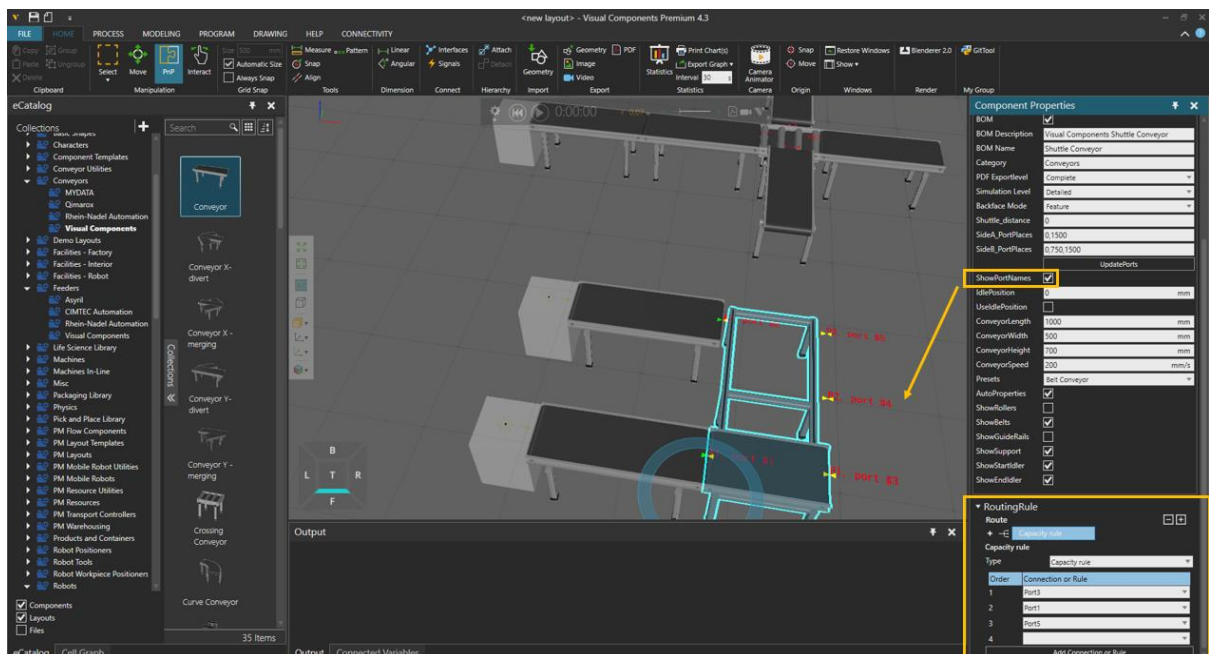 <new layout> - Visual Components Premium 4.3
FILE HOME PROCESS MODELING PROGRAM DRAWING HELP CONNECTIVITY
Copy Group
Paste Ungroup
Delete
Clipboard
Select Move PnP Interact
Manipulation
Size 500 mm
Automatic Size
Always Snap
Grid Snap
Measure Pattern
Snap
Align
Tools
Linear
Angular
Dimension
Interfaces
Signals
Connect
Attach
Detach
Hierarchy
Geometry
Import
Geometry PDF
Image
Video
Export
Statistics
Print Chart(s)
Export Graph
Interval 30 s
Statistics
Camera Animator
Camera
Snap
Move
Origin
Restore Windows
Show
Windows
Blenderer 2.0
Render
GitTool
My Group
eCatalog
Collections
Basic Shapes
Characters
Component Templates
Conveyor Utilities
Conveyors
MYDATA
Qimarox
Rhein-Nadel Automation
Visual Components
Demo Layouts
Facilities - Factory
Facilities - Interior
Facilities - Robot
Feeders
Asyril
CIMTEC Automation
Rhein-Nadel Automation
Visual Components
Life Science Library
Machines
Machines In-Line
Misc
Packaging Library
Physics
Pick and Place Library
PM Flow Components
PM Layout Templates
PM Layouts
PM Mobile Robot Utilities
PM Mobile Robots
PM Resource Utilities
PM Resources
PM Transport Controllers
PM Warehousing
Products and Containers
Robot Positioners
Robot Tools
Robot Workpiece Positioners
Robots
Components
Layouts
Files
eCatalog Cell Graph
Collections
Search
Conveyor
Conveyor X-
divert
Conveyor X -
merging
Conveyor Y-
divert
Conveyor Y -
merging
Crossing
Conveyor
Curve Conveyor
35 Items
0:00:00
port $4
port $3
B
L T R
F
Output
Output Connected Variables
Component Properties
BOM
BOM Description Visual Components Shuttle Conveyor
BOM Name Shuttle Conveyor
Category Conveyors
PDF Exportlevel Complete
Simulation Level Detailed
Backface Mode Feature
Shuttle_distance 0
SideA_PortPlaces 0,1500
SideB_PortPlaces 0,750,1500
UpdatePorts
ShowPortNames
IdlePosition 0 mm
UseIdlePosition
ConveyorLength 1000 mm
ConveyorWidth 500 mm
ConveyorHeight 700 mm
ConveyorSpeed 200 mm/s
Presets Belt Conveyor
AutoProperties
ShowRollers
ShowBelts
ShowGuideRails
ShowSupport
ShowStartIdler
ShowEndIdler
RoutingRule
Route
Capacity rule
Capacity rule
Type Capacity rule
Order Connection or Rule
1 Port3
2 Port1
3 Port5
4
Add Connection or Rule